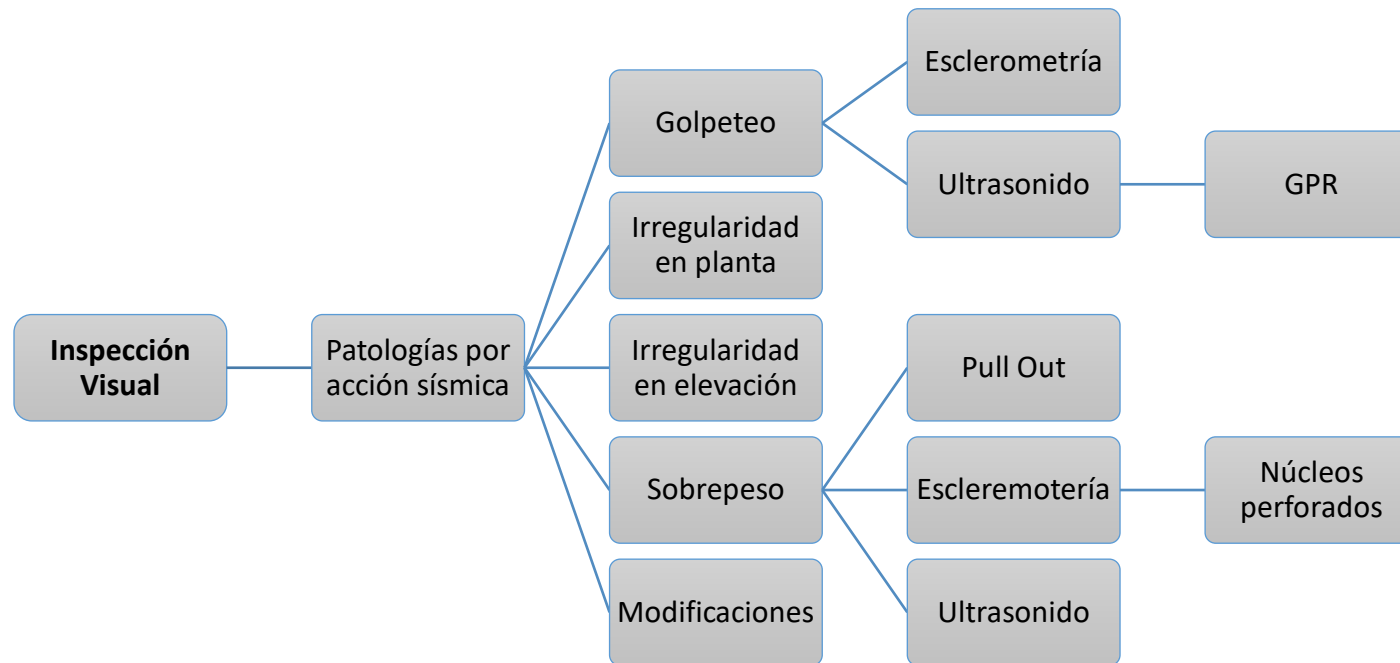 Inspección
Visual
Patologías por
acción sísmica
Golpeteo
Esclerometría
Ultrasonido
GPR
Irregularidad
en planta
Irregularidad
en elevación
Sobrepeso
Pull Out
Escleremotería
Núcleos
perforados
Ultrasonido
Modificaciones